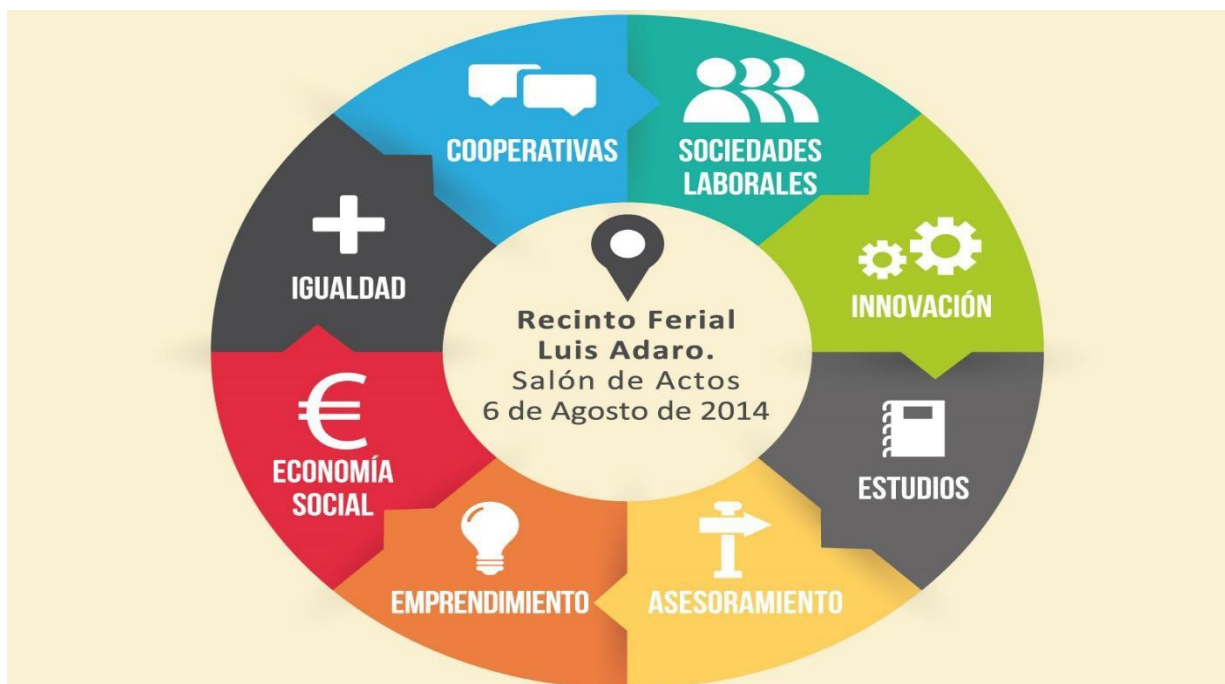 COOPERATIVAS
SOCIEDADES
LABORALES
INNOVACIÓN
ESTUDIOS
ASESORAMIENTO
EMPRENDIMIENTO
ECONOMÍA
SOCIAL
IGUALDAD
Recinto Ferial
Luis Adaro.
Salón de Actos
6 de Agosto de 2014